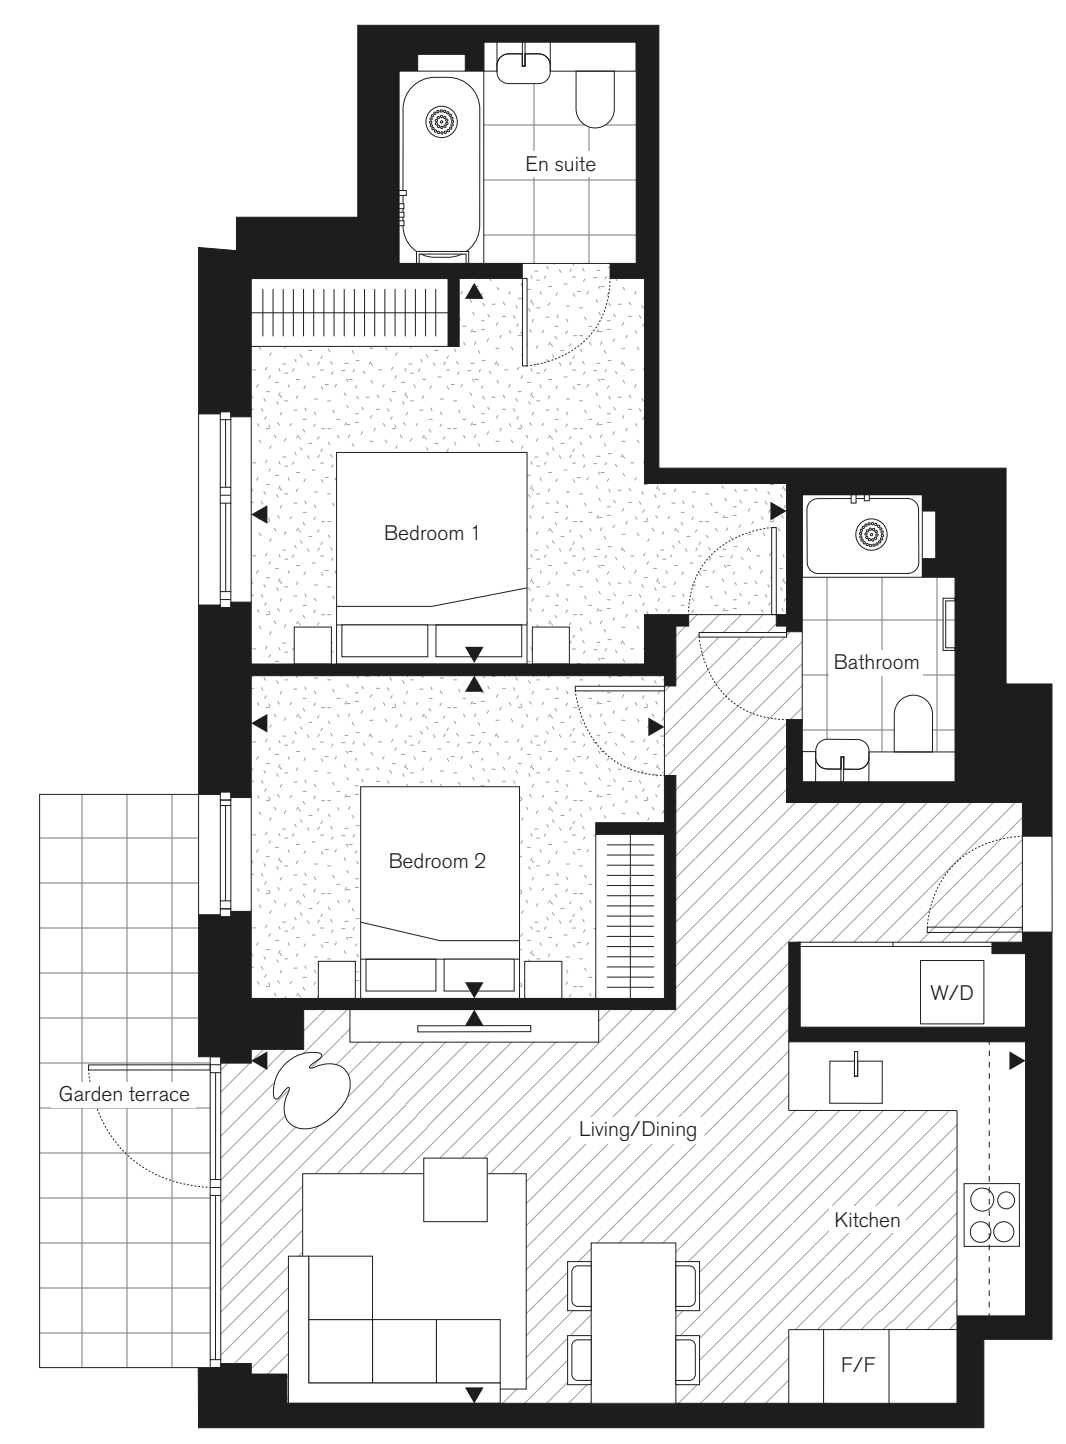 En suite
Bedroom 1
Bathroom
Bedroom 2
W/D
Garden terrace
Living/Dining
Kitchen
F/F